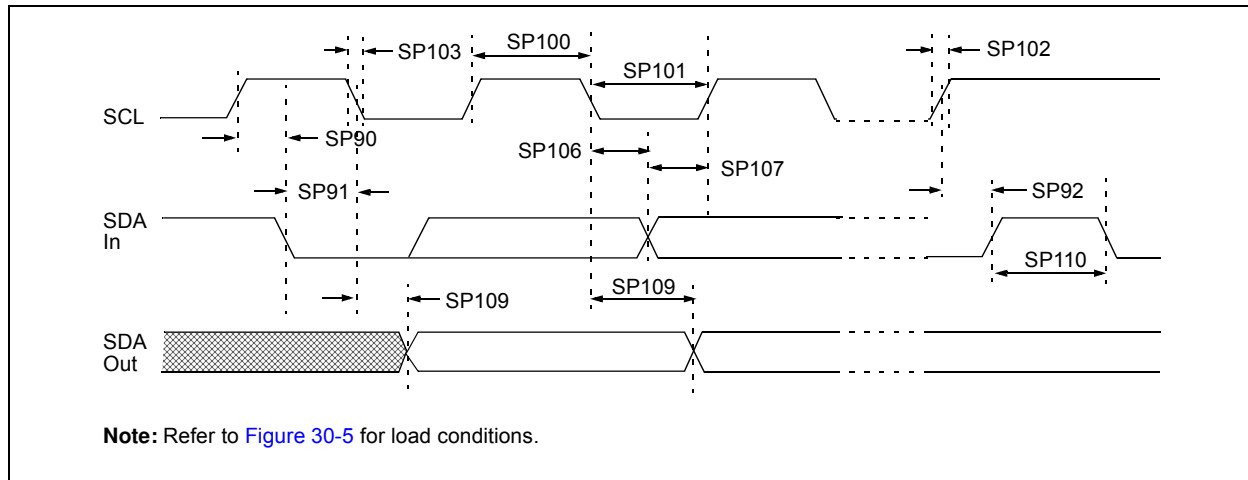 SP103
SP100
SP101
SP102
SCL
SP90
SP106
SP107
SP91
SP92
SDA
In
SP110
SP109
SP109
SDA
Out
Note: Refer to Figure 30-5 for load conditions.